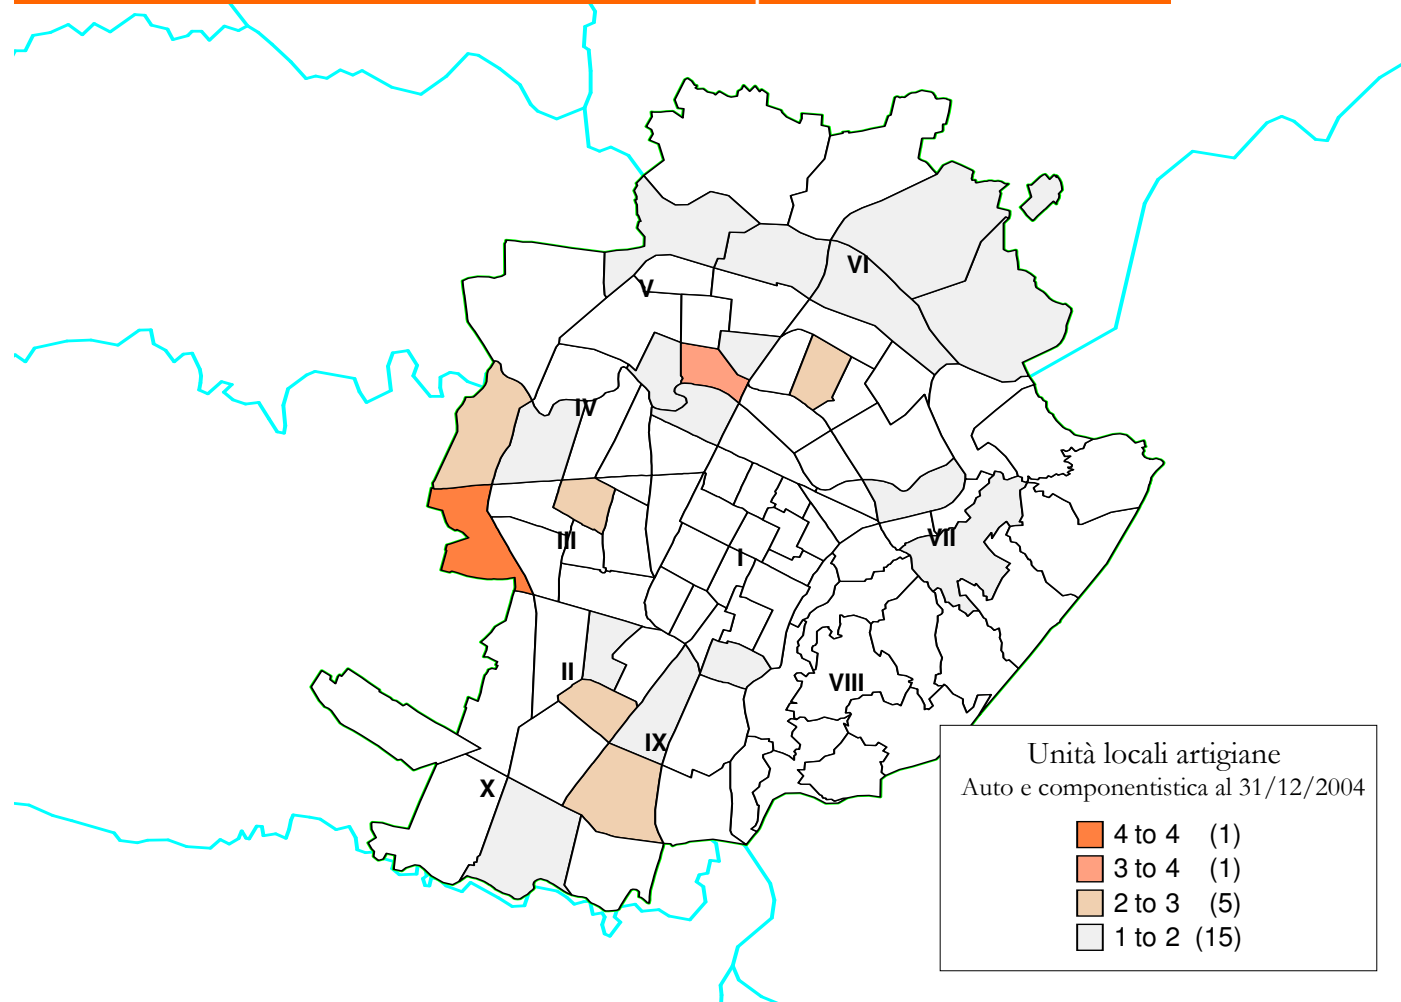 VI
V
IV
III
VII
I
II
VIII
IX
X
Unità locali artigiane
Auto e componentistica al 31/12/2004
4 to 4 (1)
3 to 4 (1)
2 to 3 (5)
1 to 2 (15)